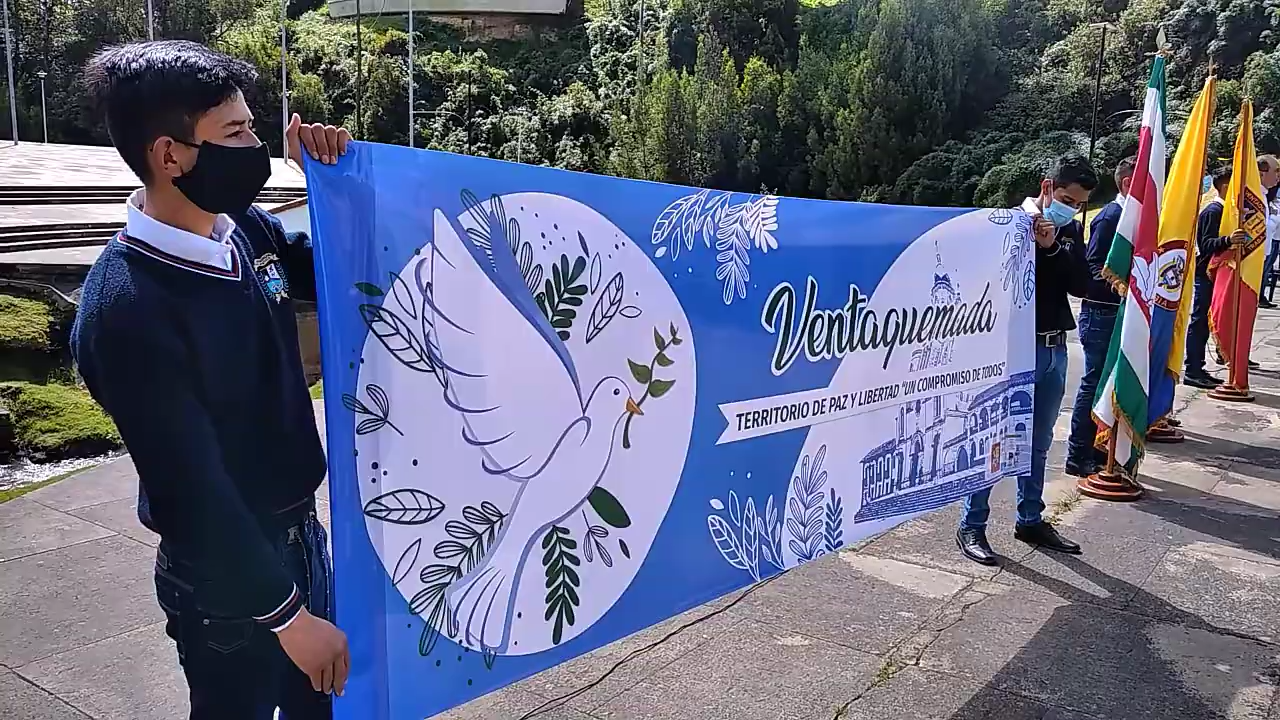 Ventaquemada
TERRITORIO DE PAZ Y LIBERTAD "UN COMPROMISO DE TODOS"